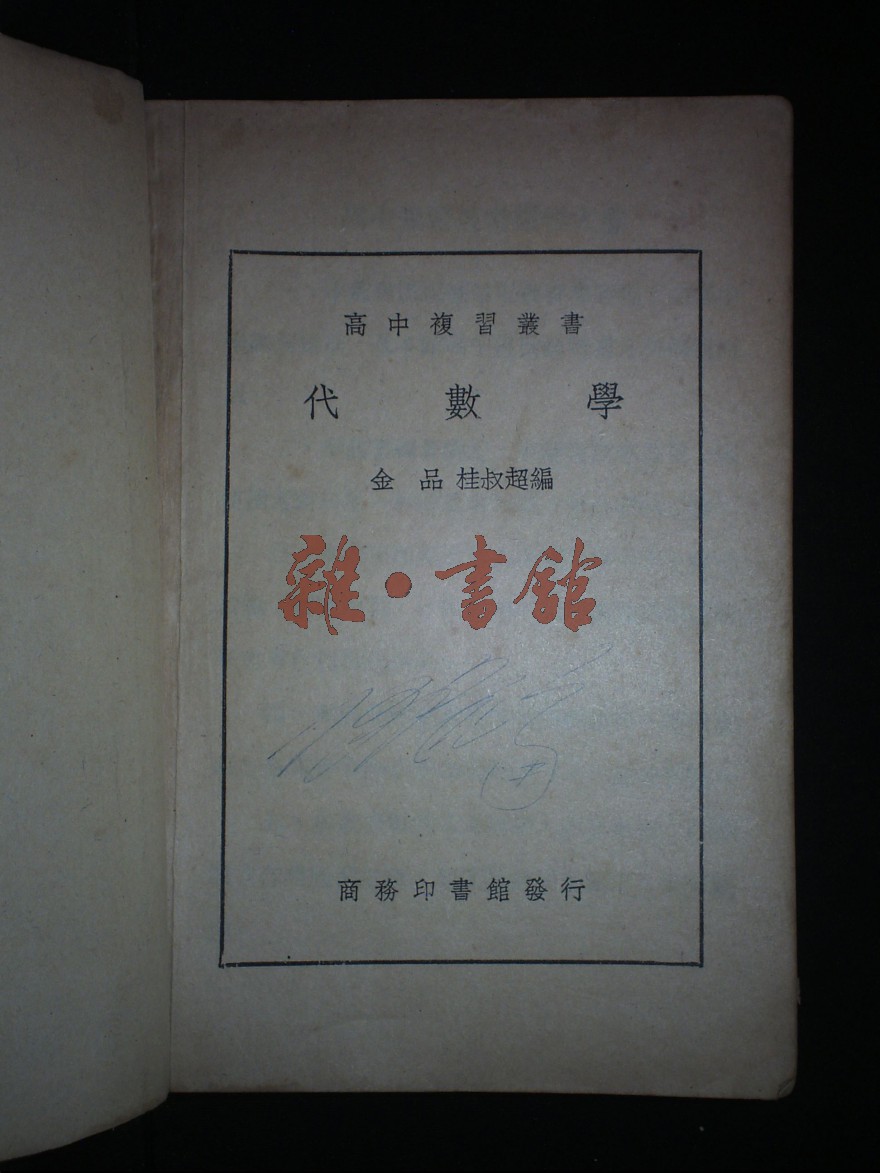 高中複習叢書
代數學
金品 桂叔超編
雜·書館
商務印書館發行